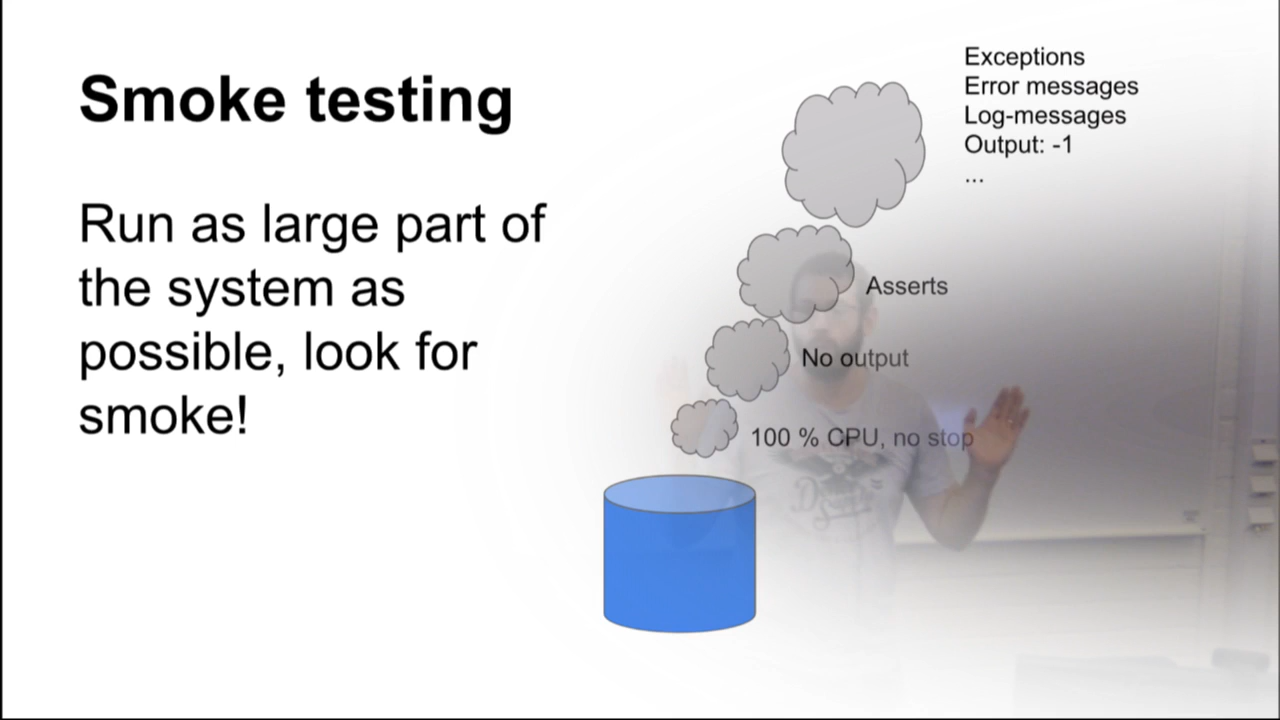 Smoke testing
Run as large part of
the system as
possible, look for
smoke!
Exceptions
Error messages
Log-messages
Output: -1
...
Asserts
No output
100 % CPU, no stop